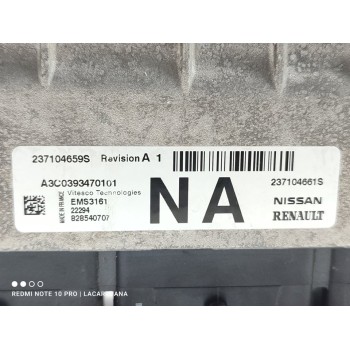 237104659S Revision A 1
A3C0393470101 237104661S
Vitesco Technologies
MADE IN FRANCE
EMS3161
22294
828540707
NA
NISSAN
RENAULT
REDMI NOTE 10 PRO | LACARTAANA